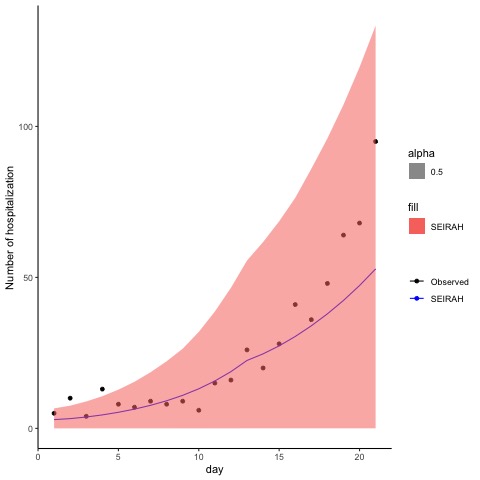 Number of hospitalization
100
50
0
0
5
10
15
20
day
alpha
0.5
fill
SEIRAH
Observed
SEIRAH